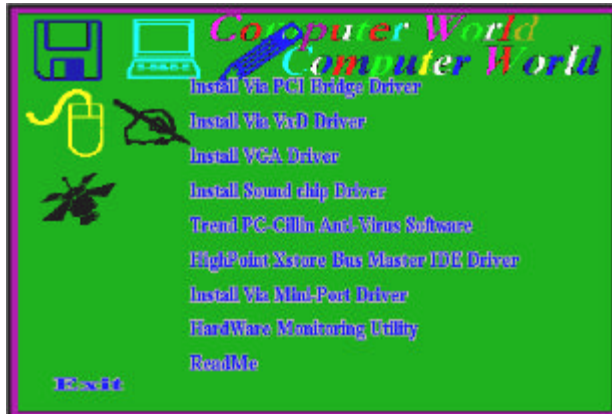 Computer World
Computer World
Install Via PCI Bridge Driver
Install Via VxD Driver
Install VGA Driver
Install Sound chip Driver
Trend PC-Cillin Anti-Virus Software
HighPoint Xstore Bus Master IDE Driver
Install Via Mini-Port Driver
HardWare Monitoring Utility
ReadMe
Exit